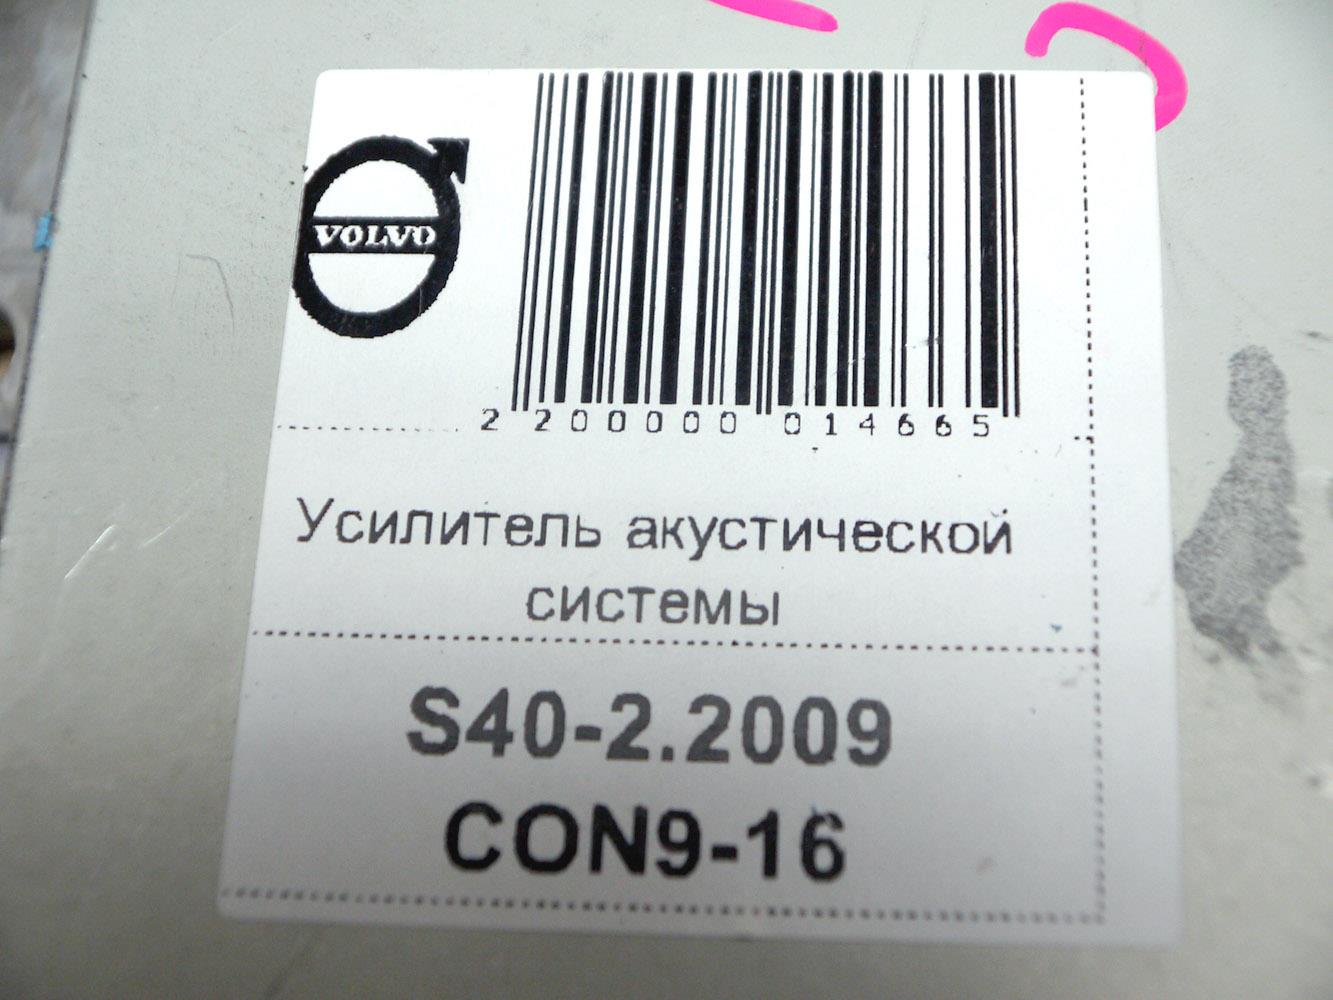 VOLVO
2 200000 014665
Усилитель акустической
системы
S40-2.2009
CON9-16